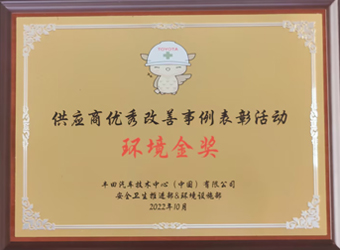 供应商优秀改善事例表彰活动
环境金奖
丰田汽车技术中心（中国）有限公司
安全卫生推进部&环境设施部
2022年10月